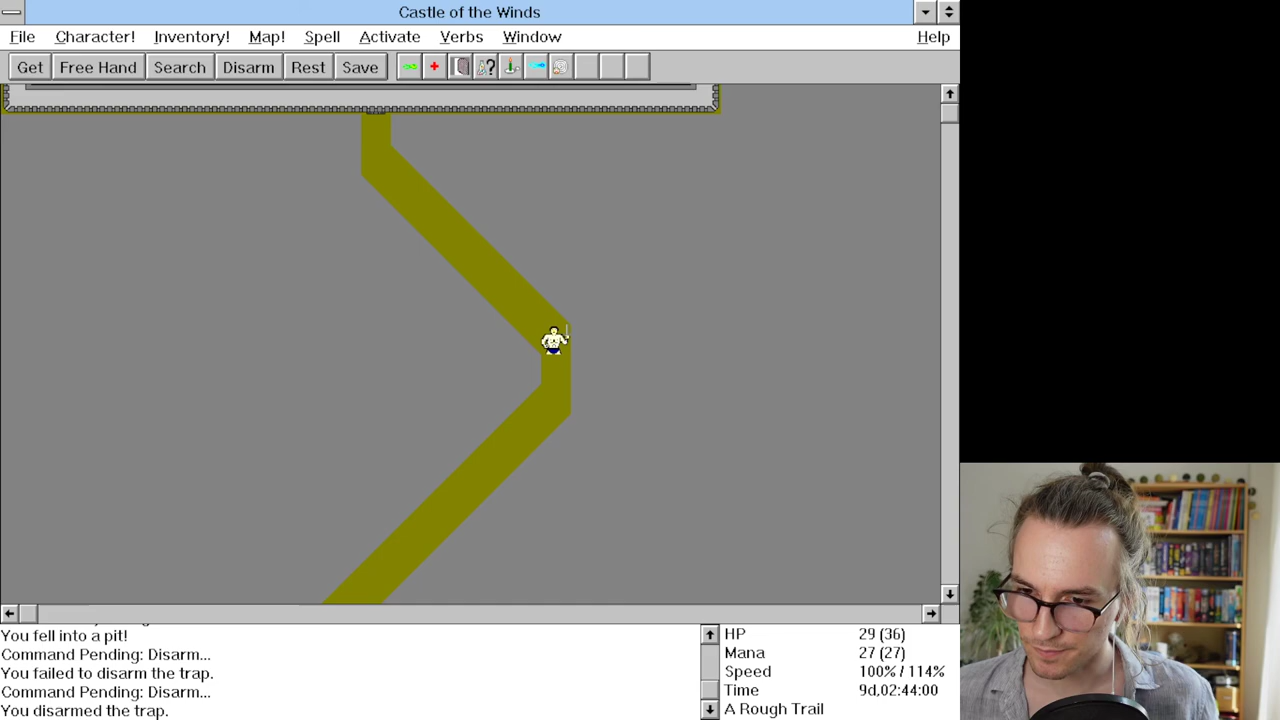 Castle of the Winds
File Character! Inventory! Map! Spell Activate Verbs Window Help
Get Free Hand Search Disarm Rest Save
You fell into a pit!
Command Pending: Disarm...
You failed to disarm the trap.
Command Pending: Disarm...
You disarmed the trap.
HP 29 (36)
Mana 27 (27)
Speed 100% / 114%
Time 9d,02:44:00
A Rough Trail